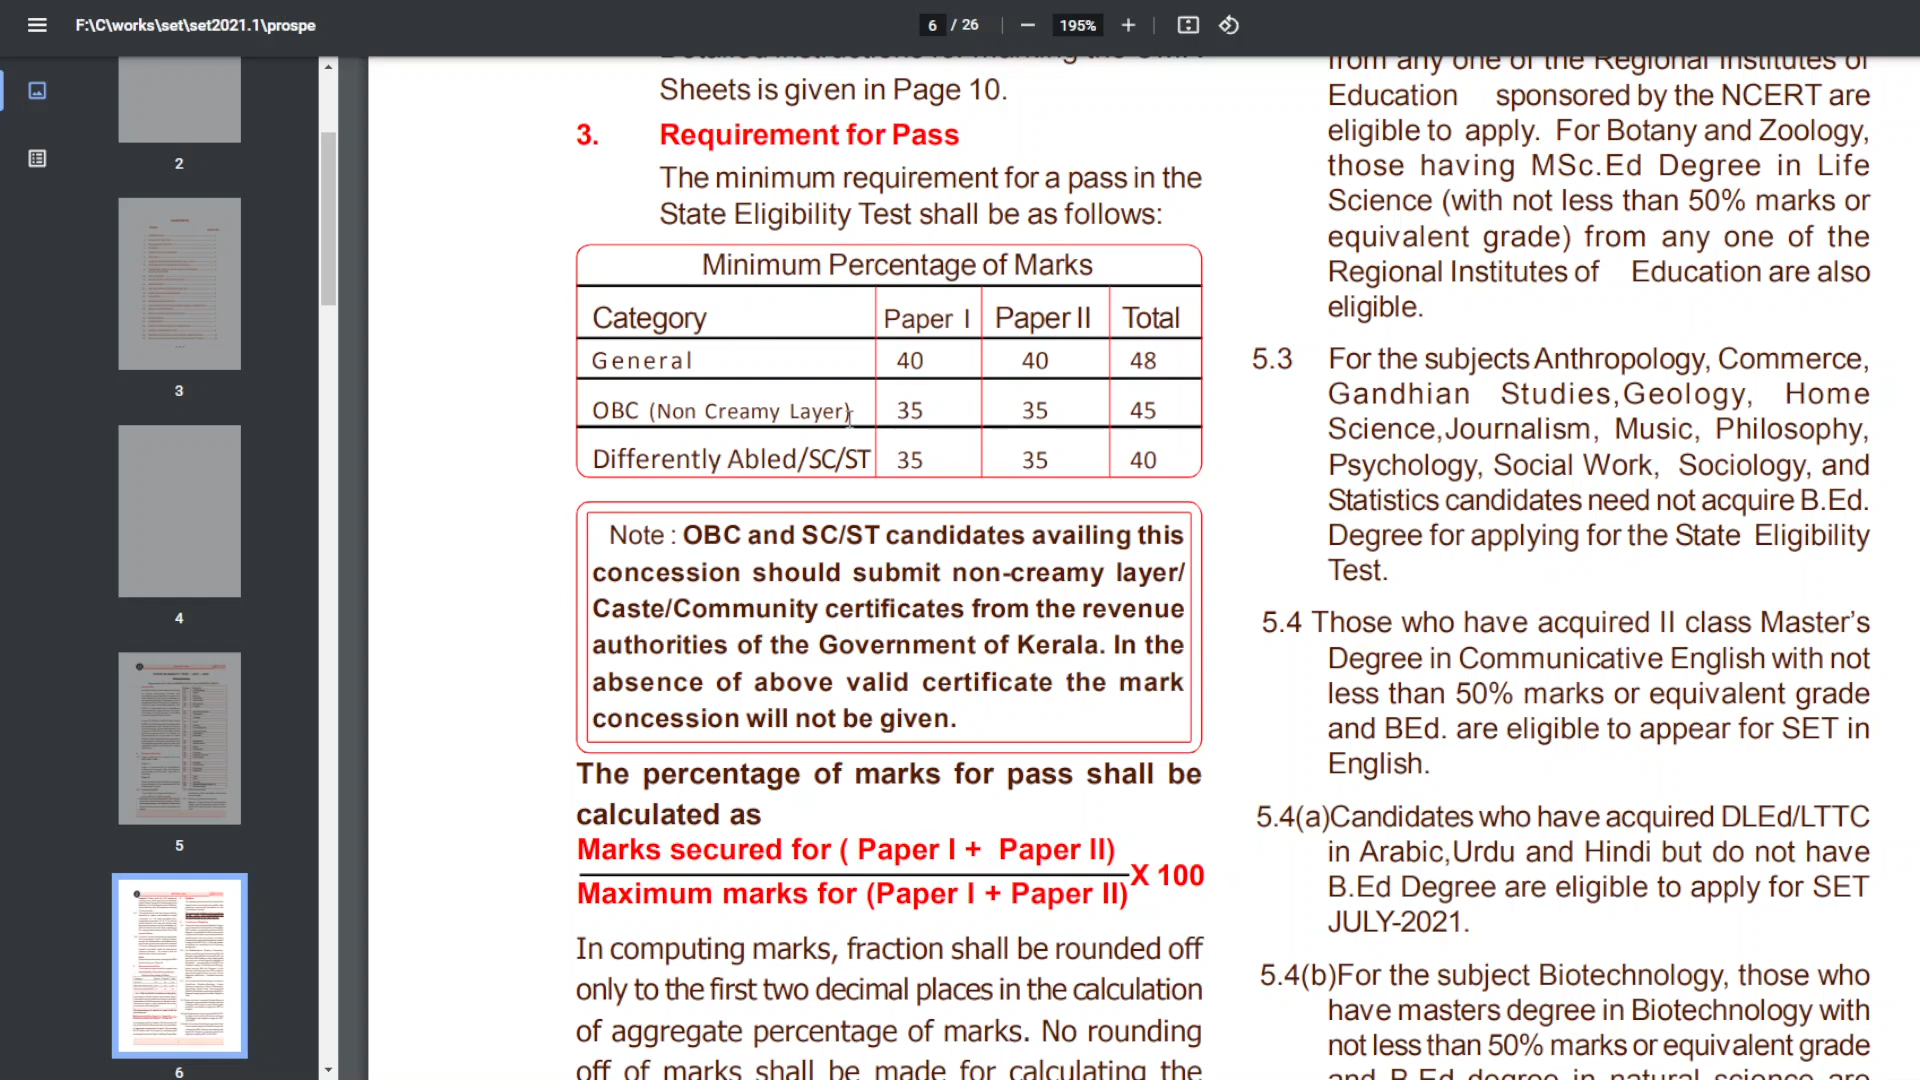 F:\C\works\set\set2021.1\prospe
6 / 26
195%
2
3
4
5
6
Sheets is given in Page 10.
3. Requirement for Pass
The minimum requirement for a pass in the
State Eligibility Test shall be as follows:
Minimum Percentage of Marks
Category Paper I Paper II Total
General 40 40 48
OBC (Non Creamy Layer) 35 35 45
Differently Abled/SC/ST 35 35 40
Note : OBC and SC/ST candidates availing this
concession should submit non-creamy layer/
Caste/Community certificates from the revenue
authorities of the Government of Kerala. In the
absence of above valid certificate the mark
concession will not be given.
The percentage of marks for pass shall be
calculated as
Marks secured for ( Paper I + Paper II)
X 100
Maximum marks for (Paper I + Paper II)
In computing marks, fraction shall be rounded off
only to the first two decimal places in the calculation
of aggregate percentage of marks. No rounding
off of marks shall be made for calculating the
from any one of the Regional Institutes of
Education sponsored by the NCERT are
eligible to apply. For Botany and Zoology,
those having MSc.Ed Degree in Life
Science (with not less than 50% marks or
equivalent grade) from any one of the
Regional Institutes of Education are also
eligible.
5.3 For the subjects Anthropology, Commerce,
Gandhian Studies,Geology, Home
Science,Journalism, Music, Philosophy,
Psychology, Social Work, Sociology, and
Statistics candidates need not acquire B.Ed.
Degree for applying for the State Eligibility
Test.
5.4 Those who have acquired II class Master's
Degree in Communicative English with not
less than 50% marks or equivalent grade
and BEd. are eligible to appear for SET in
English.
5.4(a)Candidates who have acquired DLEd/LTTC
in Arabic,Urdu and Hindi but do not have
B.Ed Degree are eligible to apply for SET
JULY-2021.
5.4(b)For the subject Biotechnology, those who
have masters degree in Biotechnology with
not less than 50% marks or equivalent grade
and B.Ed degree in natural science are